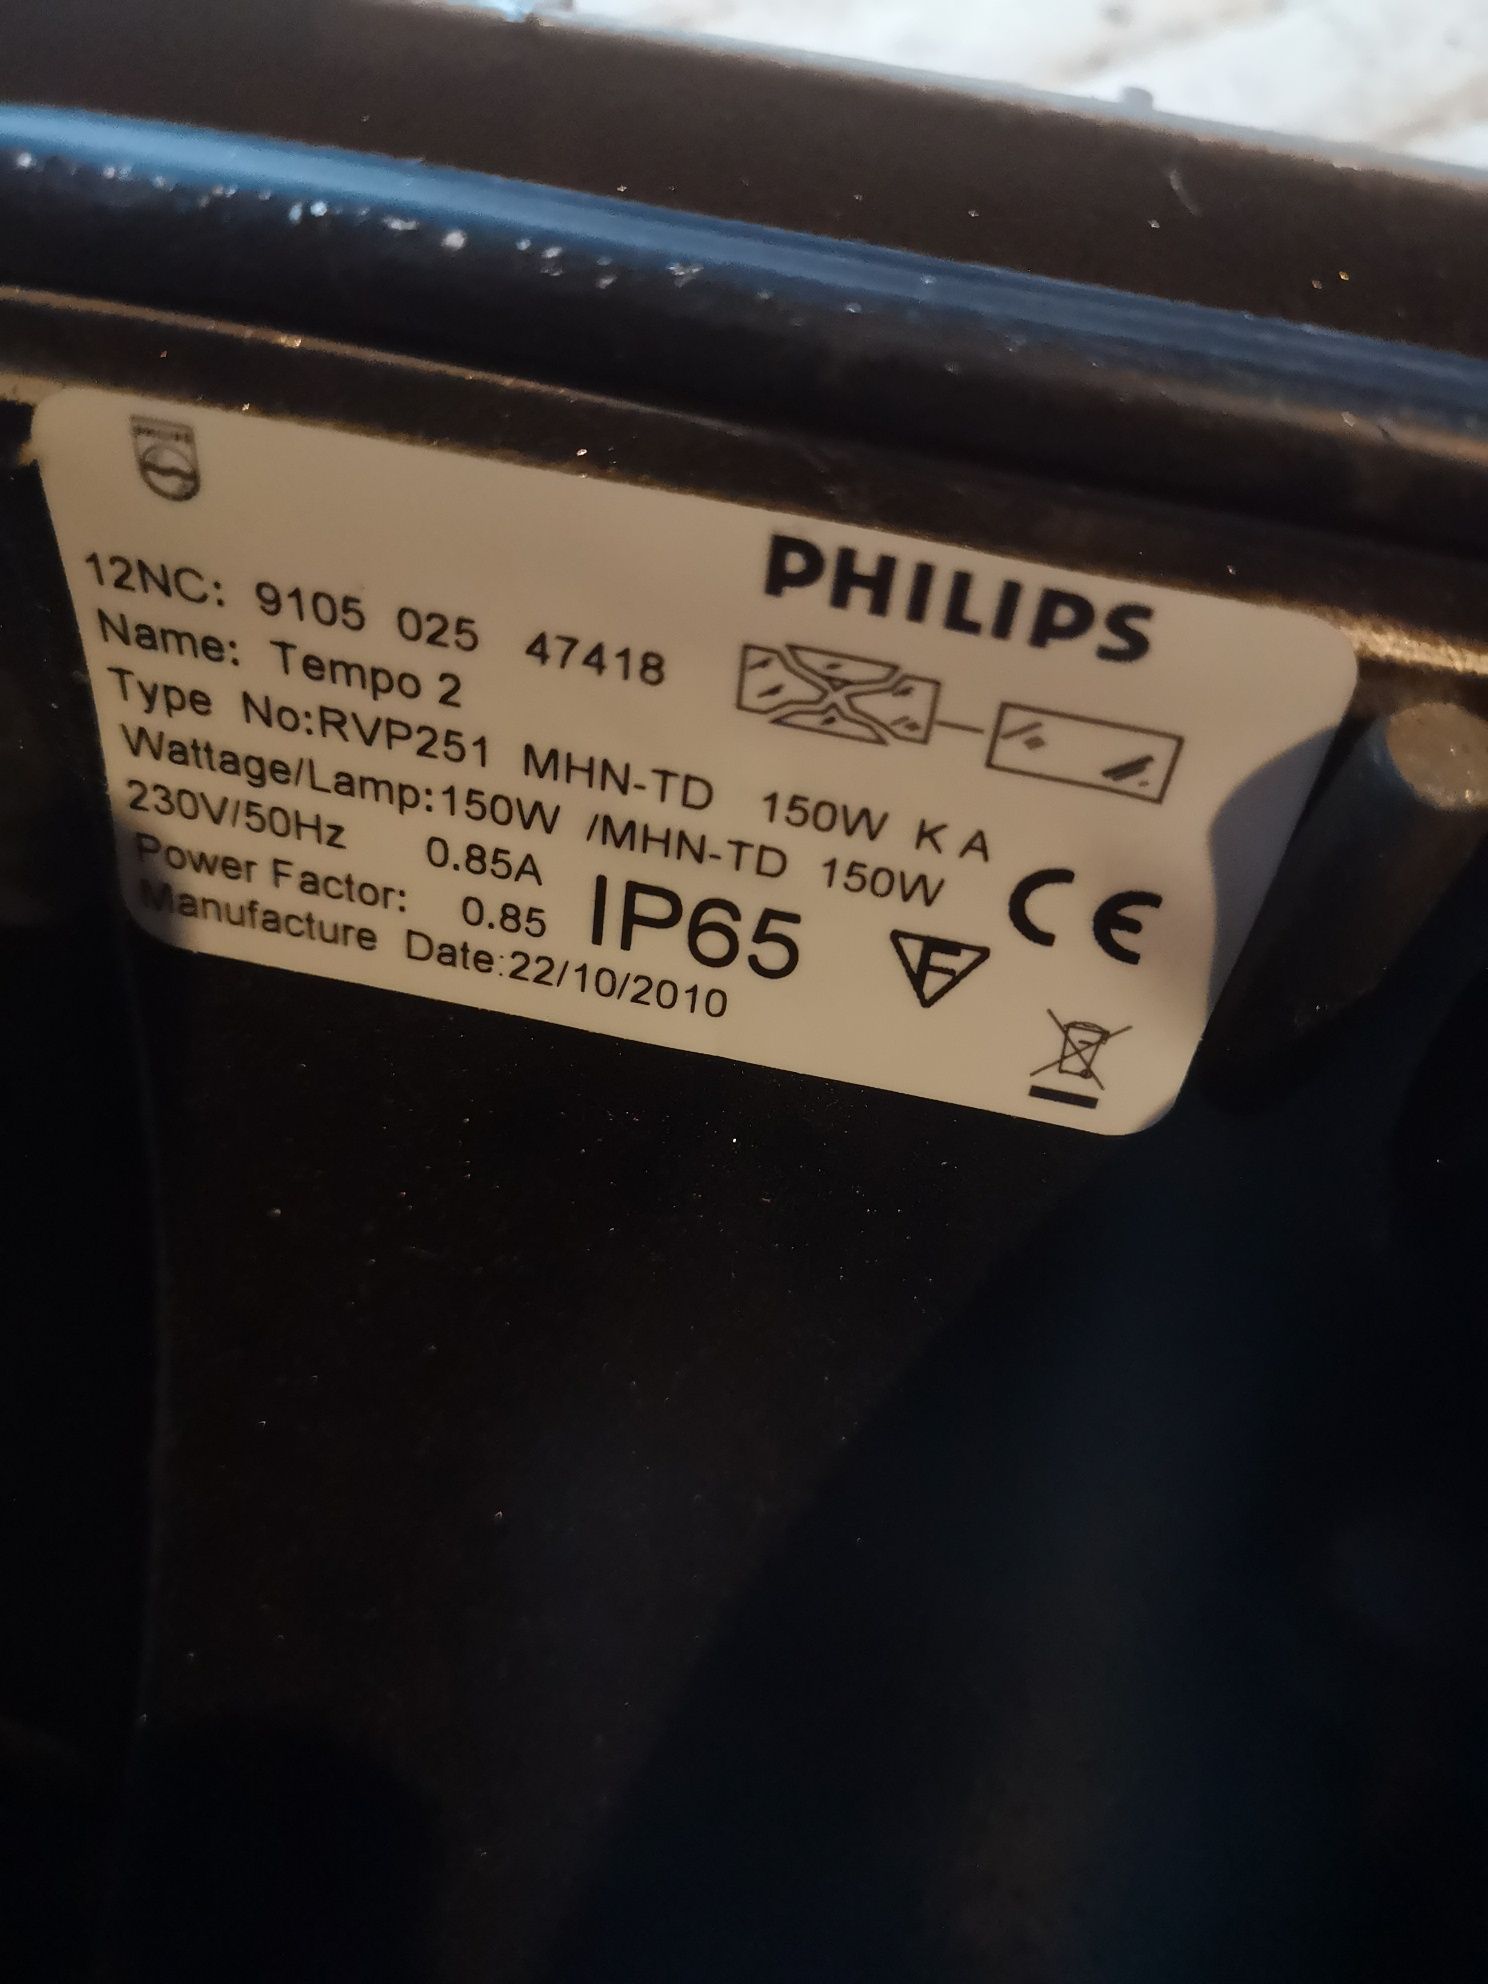 PHILIPS
PHILIPS
12NC: 9105 025 47418
Name: Tempo 2
Type No:RVP251 MHN-TD 150W K A
Wattage/Lamp:150W /MHN-TD 150W
230V/50Hz 0.85A
Power Factor: 0.85 IP65
Manufacture Date:22/10/2010
CE
F